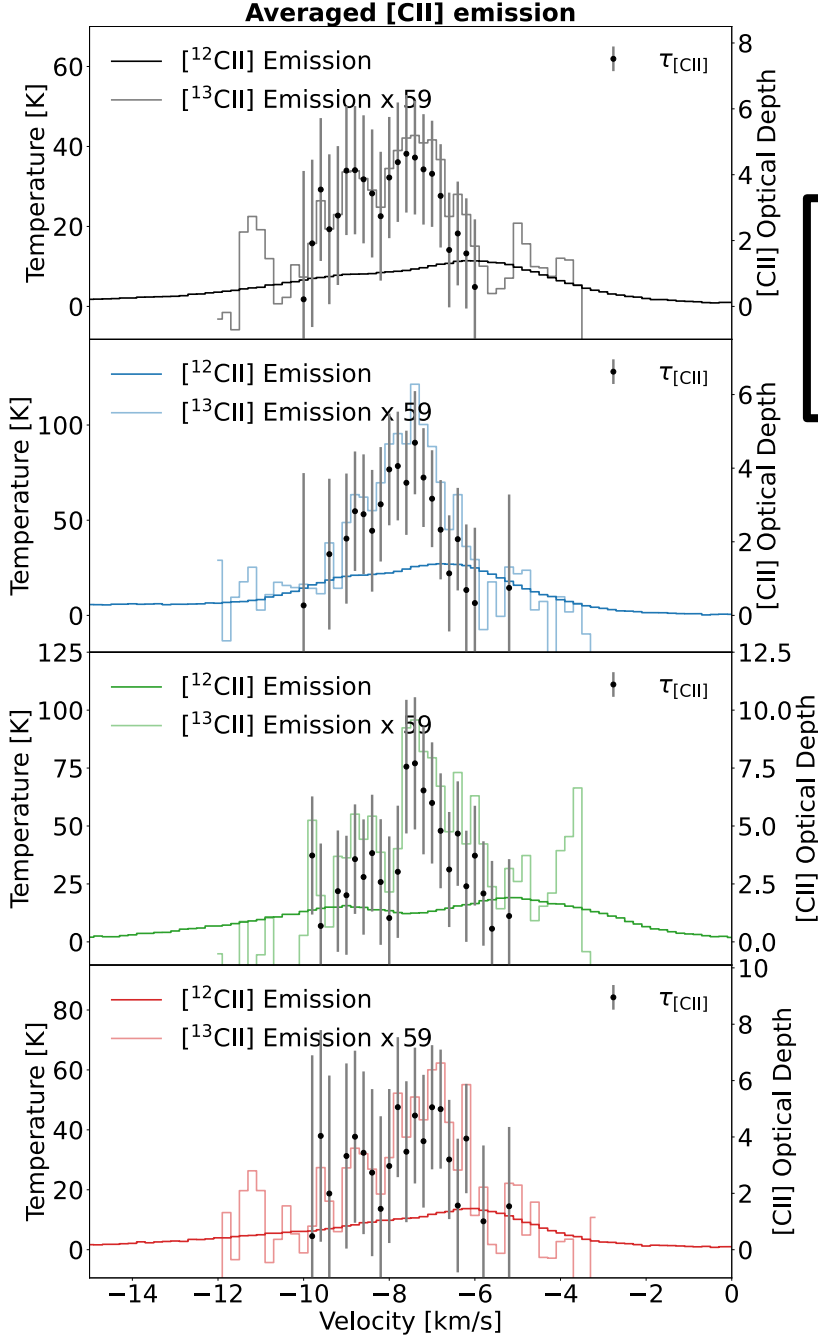 Averaged [CII] emission
[¹²CII] Emission
[¹³CII] Emission x 59
τ[CII]
Temperature [K]
60
40
20
0
[CII] Optical Depth
8
6
4
2
0
[¹²CII] Emission
[¹³CII] Emission x 59
τ[CII]
Temperature [K]
100
50
0
[CII] Optical Depth
6
4
2
0
[¹²CII] Emission
[¹³CII] Emission x 59
τ[CII]
Temperature [K]
125
100
75
50
25
0
[CII] Optical Depth
12.5
10.0
7.5
5.0
2.5
0.0
[¹²CII] Emission
[¹³CII] Emission x 59
τ[CII]
Temperature [K]
80
60
40
20
0
[CII] Optical Depth
10
8
6
4
2
0
−14 −12 −10 −8 −6 −4 −2 0
Velocity [km/s]